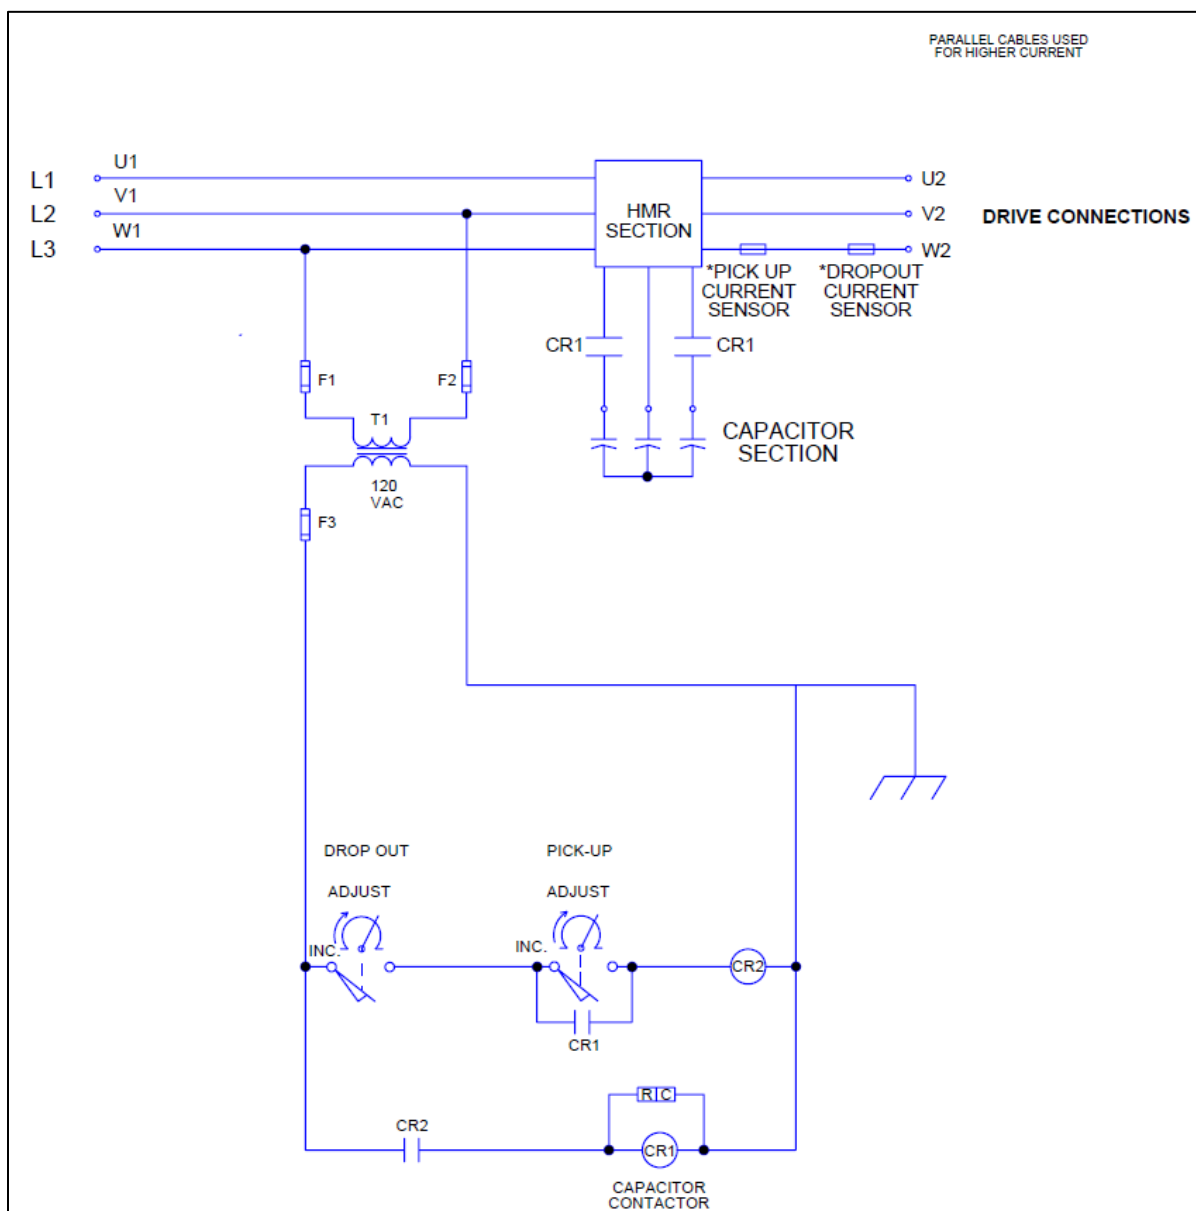 PARALLEL CABLES USED
FOR HIGHER CURRENT
U1
L1
U2
V1
L2
V2
DRIVE CONNECTIONS
W1
L3
W2
HMR
SECTION
*PICK UP
CURRENT
SENSOR
*DROPOUT
CURRENT
SENSOR
CR1
CR1
F1
F2
T1
CAPACITOR
SECTION
120
VAC
F3
DROP OUT
PICK-UP
ADJUST
ADJUST
INC.
INC.
CR2
CR1
R|C
CR2
CR1
CAPACITOR
CONTACTOR